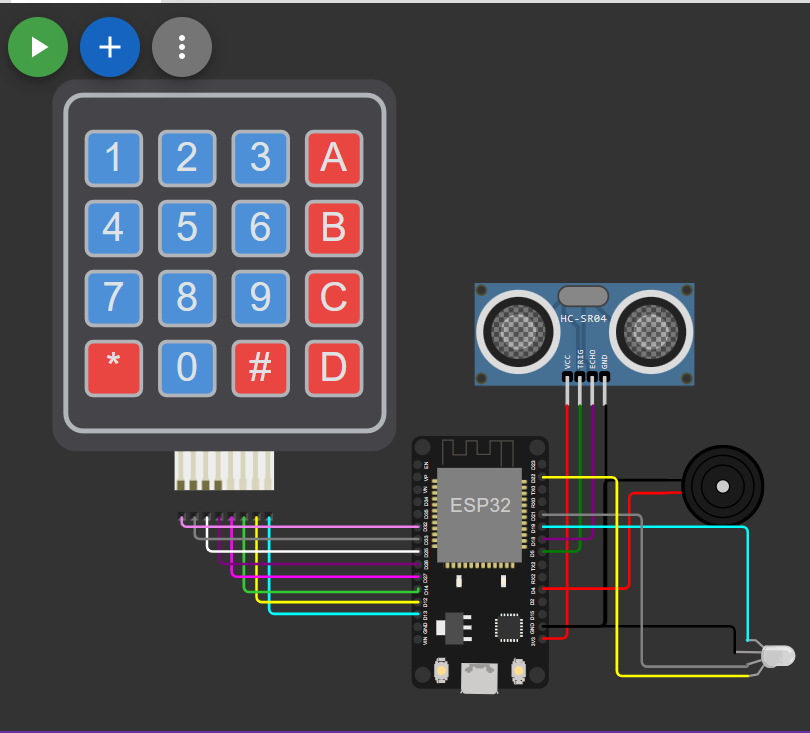 1 2 3 A
4 5 6 B
7 8 9 C
* 0 # D
HC-SR04
VCC
TRIG
ECHO
GND
ESP32
EN
VP
VN
D34
D35
D32
D33
D25
D26
D27
D14
D12
D13
GND
VIN
D23
D22
TX0
RX0
D21
D19
D18
D5
TX2
RX2
D4
D2
D15
GND
3V3